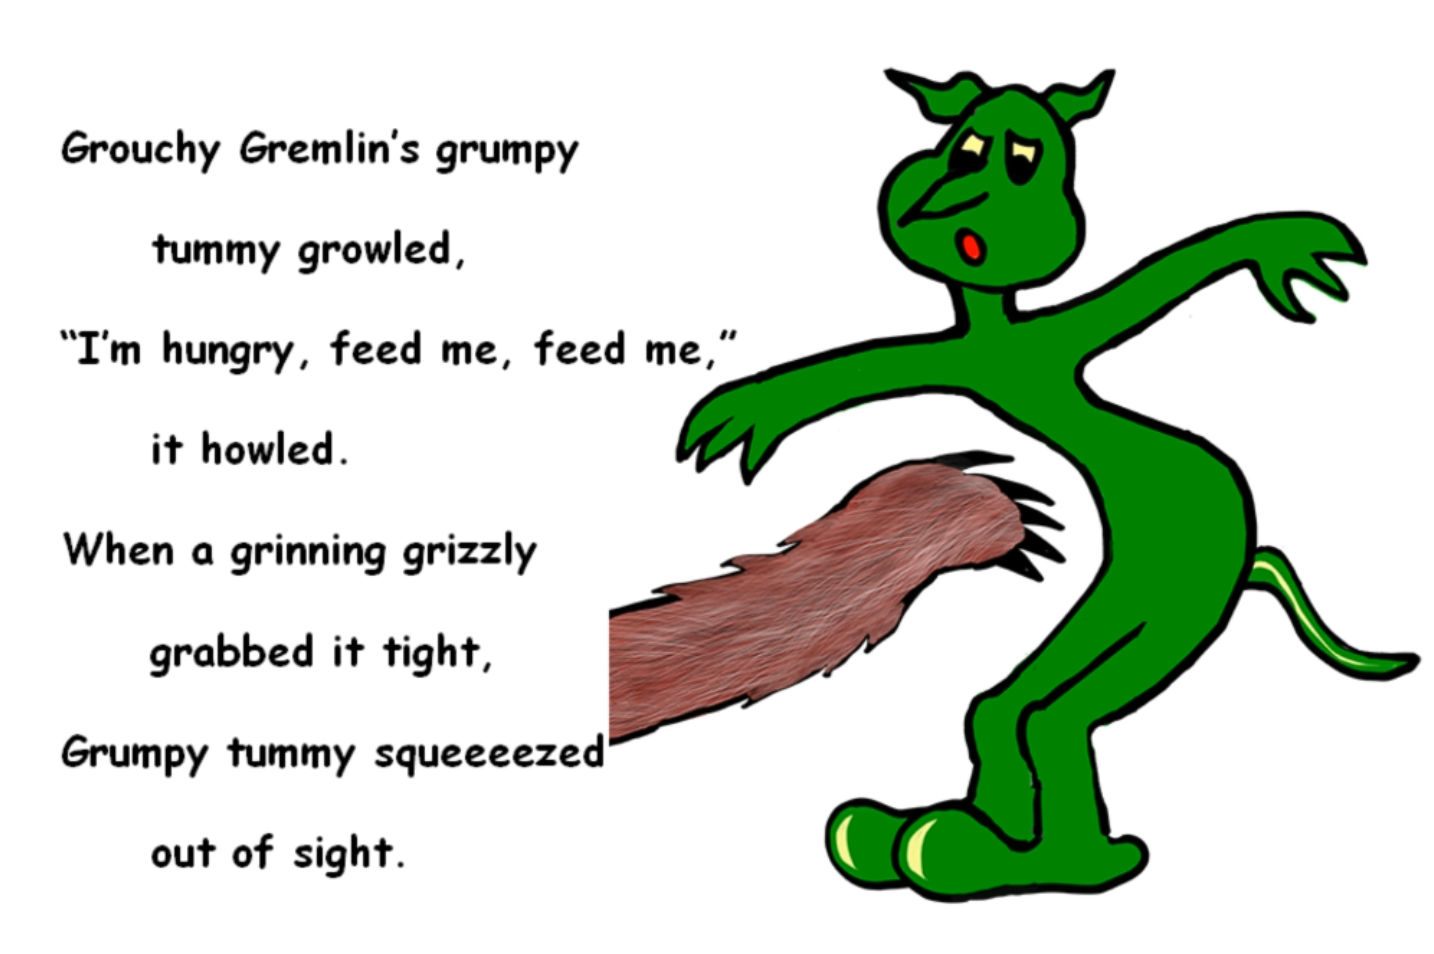 Grouchy Gremlin's grumpy
tummy growled,
“I'm hungry, feed me, feed me,”
it howled.
When a grinning grizzly
grabbed it tight,
Grumpy tummy squeeeezed
out of sight.